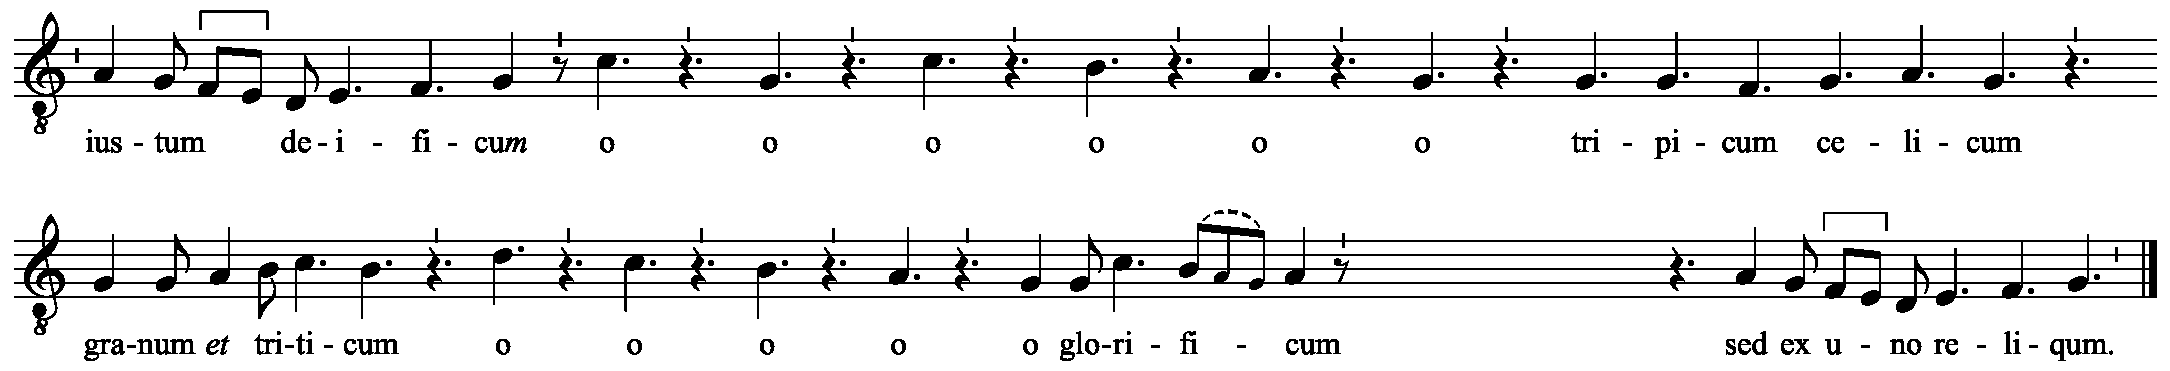 ius - tum de - i - fi - cum o o o o o o tri - pi - cum ce - li - cum
gra-num et tri-ti - cum o o o o o glo-ri - fi - cum sed ex u - no re - li - qum.